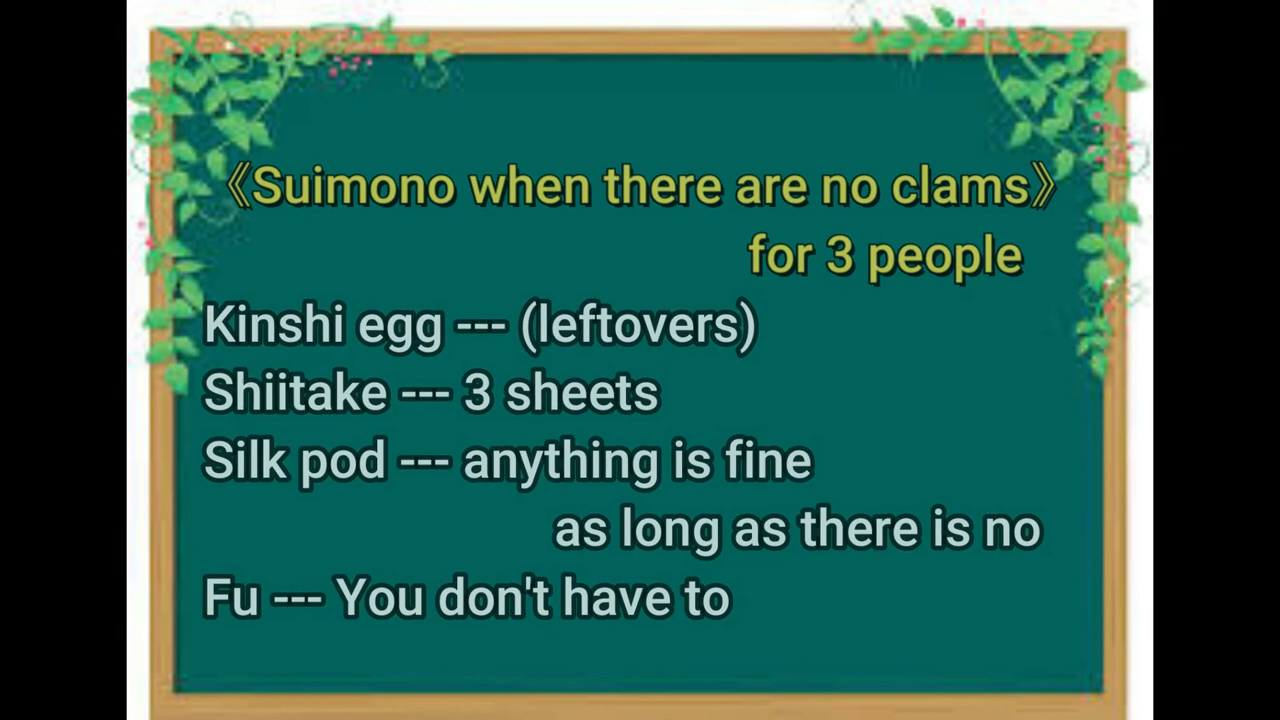 《Suimono when there are no clams》
for 3 people
Kinshi egg --- (leftovers)
Shiitake --- 3 sheets
Silk pod --- anything is fine
as long as there is no
Fu --- You don't have to